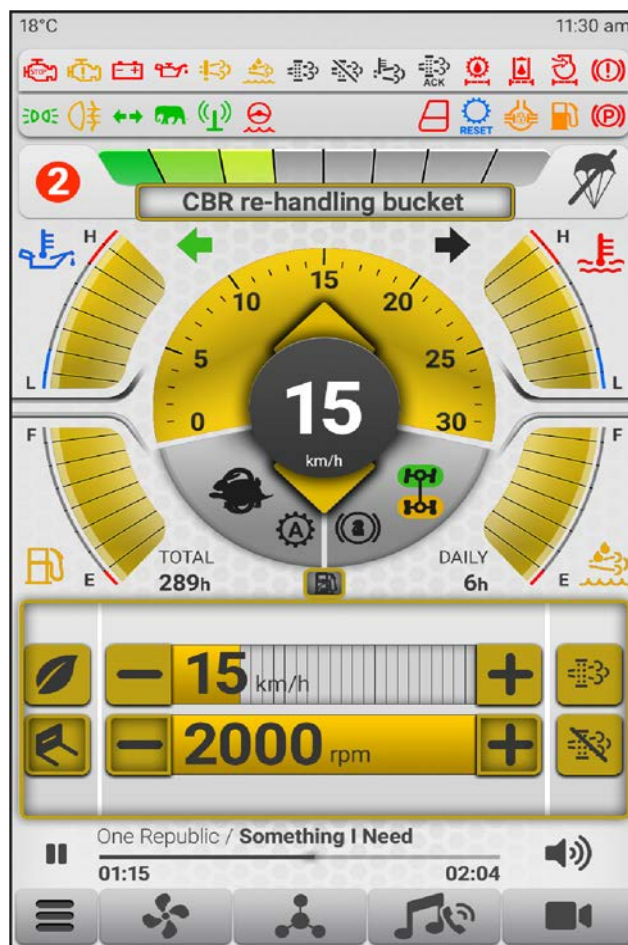 18°C 11:30 am
STOP
ACK
RESET
2
CBR re-handling bucket
H H
0 5 10 15 20 25 30
L L
15
km/h
F F
A
TOTAL DAILY
289h 6h
E E
15 km/h
2000 rpm
One Republic / Something I Need
01:15 02:04